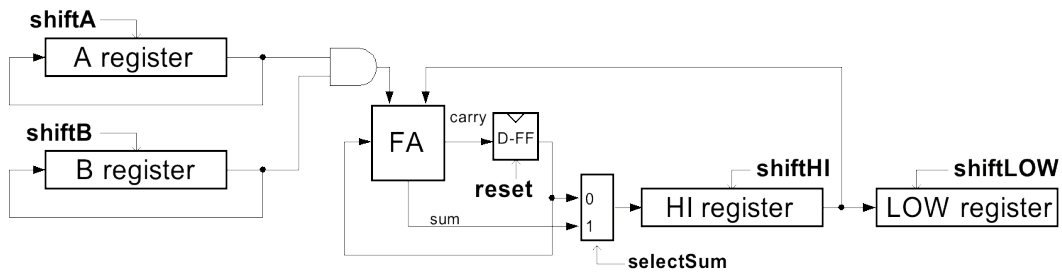 shiftA
A register
shiftB
B register
FA
carry
D-FF
reset
sum
0
1
selectSum
shiftHI
HI register
shiftLOW
LOW register